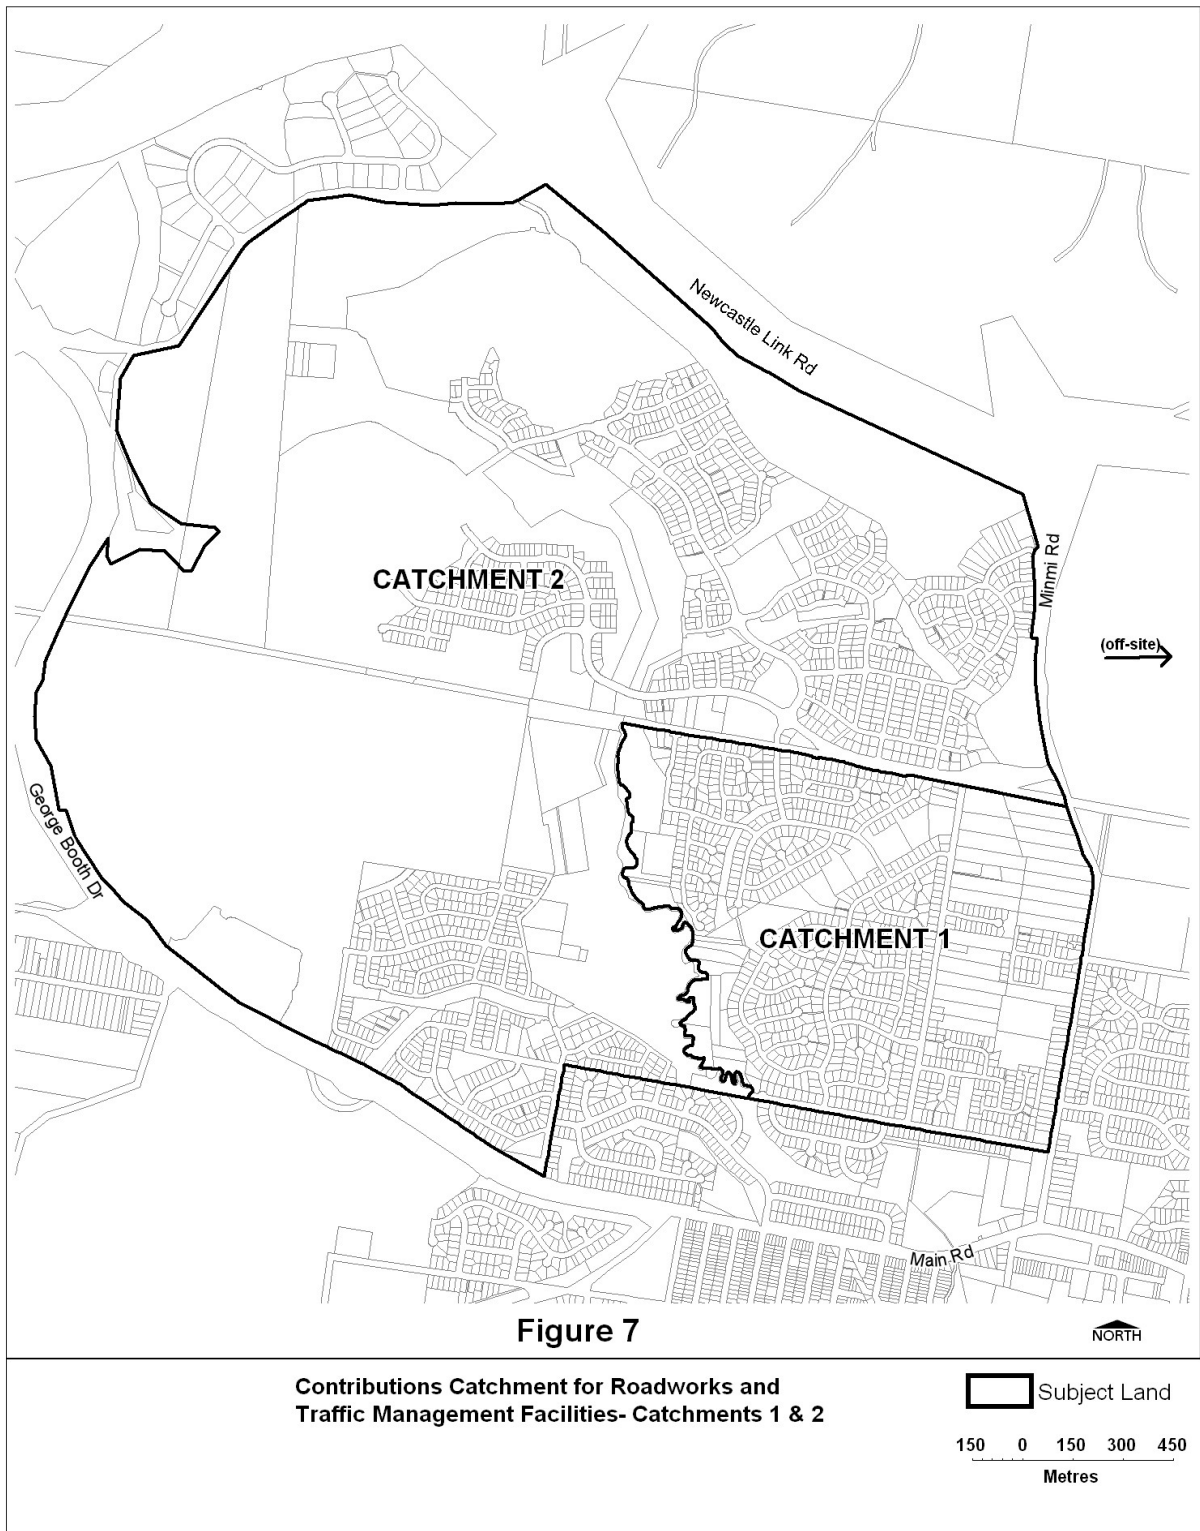 Newcastle Link Rd
Minmi Rd
CATCHMENT 2
(off-site)
George Booth Dr
CATCHMENT 1
Main Rd
Figure 7
NORTH
Contributions Catchment for Roadworks and
Traffic Management Facilities- Catchments 1 & 2
Subject Land
150 0 150 300 450
Metres